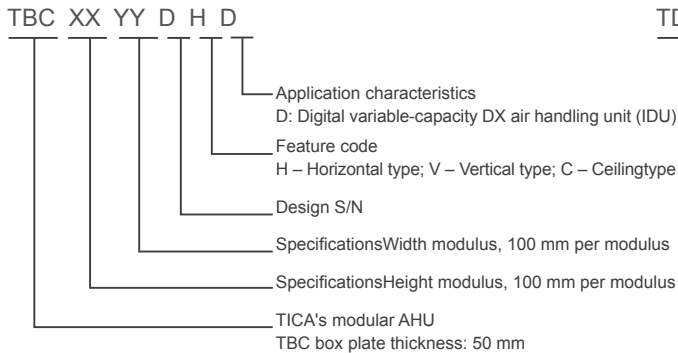 TBC XX YY D H D
TD
Application characteristics
D: Digital variable-capacity DX air handling unit (IDU)
Feature code
H – Horizontal type; V – Vertical type; C – Ceilingtype
Design S/N
SpecificationsWidth modulus, 100 mm per modulus
SpecificationsHeight modulus, 100 mm per modulus
TICA's modular AHU
TBC box plate thickness: 50 mm